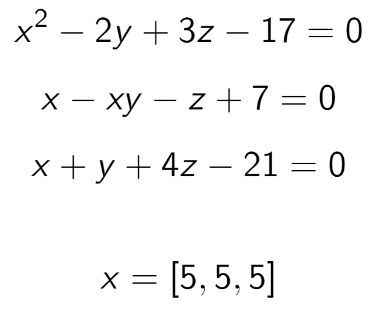 x² − 2y + 3z − 17 = 0
x − xy − z + 7 = 0
x + y + 4z − 21 = 0
x = [5, 5, 5]